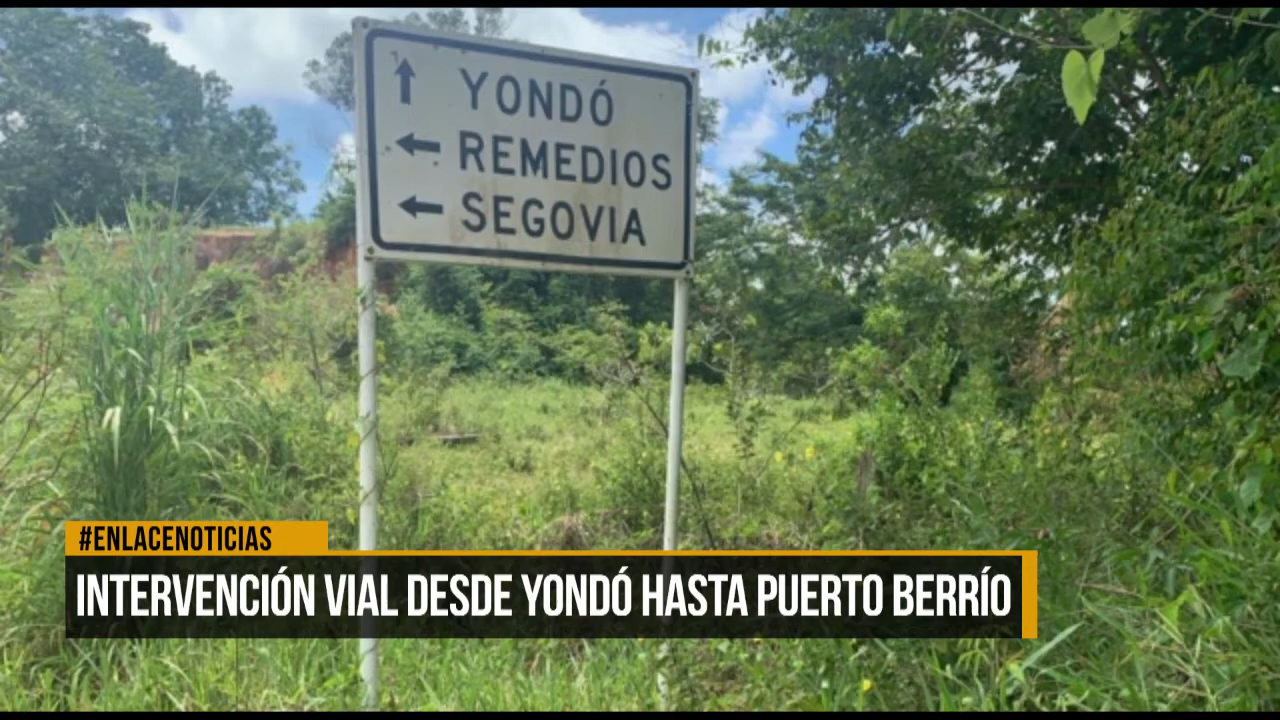 YONDÓ
REMEDIOS
SEGOVIA
#ENLACENOTICIAS
INTERVENCIÓN VIAL DESDE YONDÓ HASTA PUERTO BERRÍO